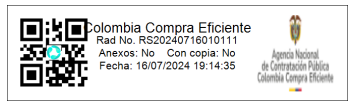 Colombia Compra Eficiente
Rad No. RS20240716010111
Anexos: No Con copia: No
Fecha: 16/07/2024 19:14:35
Agencia Nacional
de Contratación Pública
Colombia Compra Eficiente